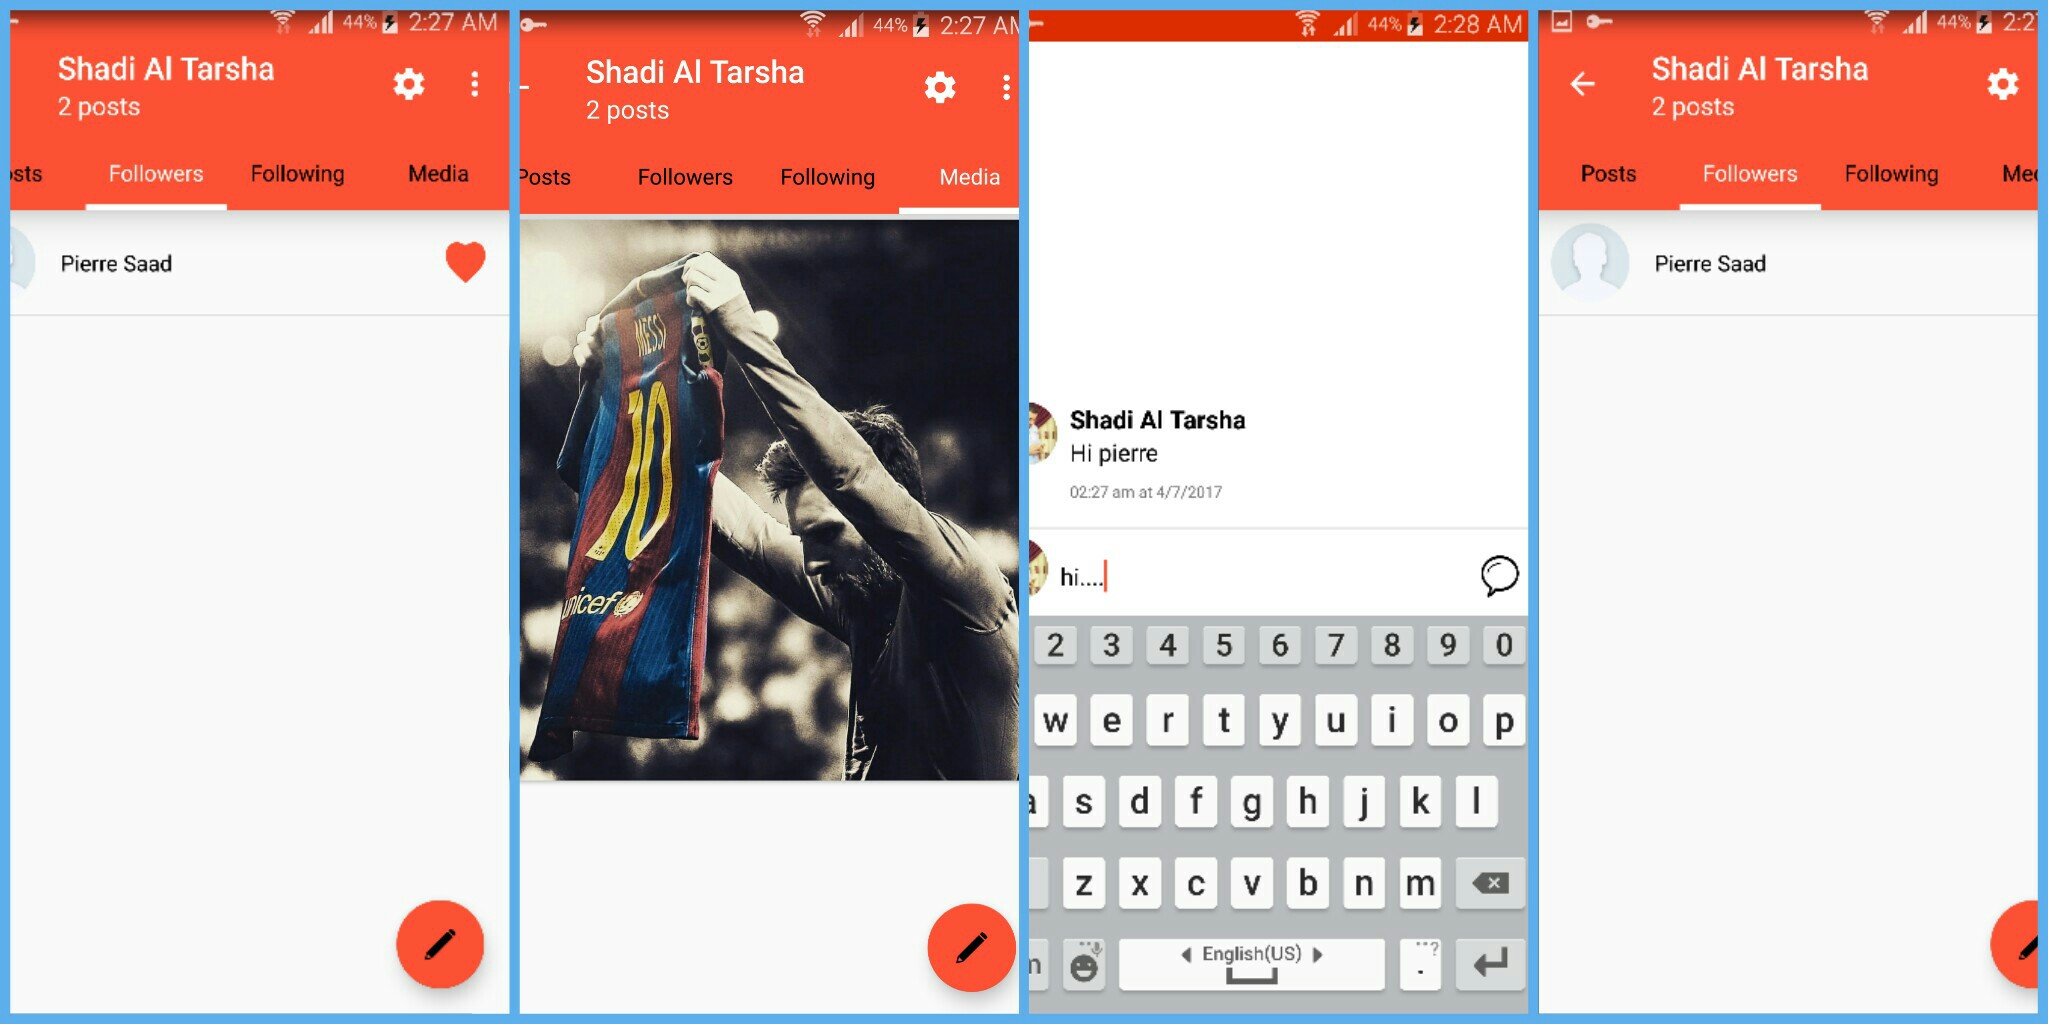 44% 2:27 AM
Shadi Al Tarsha
2 posts
osts Followers Following Media
Pierre Saad
44% 2:27 AM
Shadi Al Tarsha
2 posts
Posts Followers Following Media
MESSI
10
unicef
44% 2:28 AM
Shadi Al Tarsha
Hi pierre
02:27 am at 4/7/2017
hi....
2 3 4 5 6 7 8 9 0
w e r t y u i o p
a s d f g h j k l
z x c v b n m
English(US) . ...?
44% 2:2
Shadi Al Tarsha
2 posts
Posts Followers Following Med
Pierre Saad